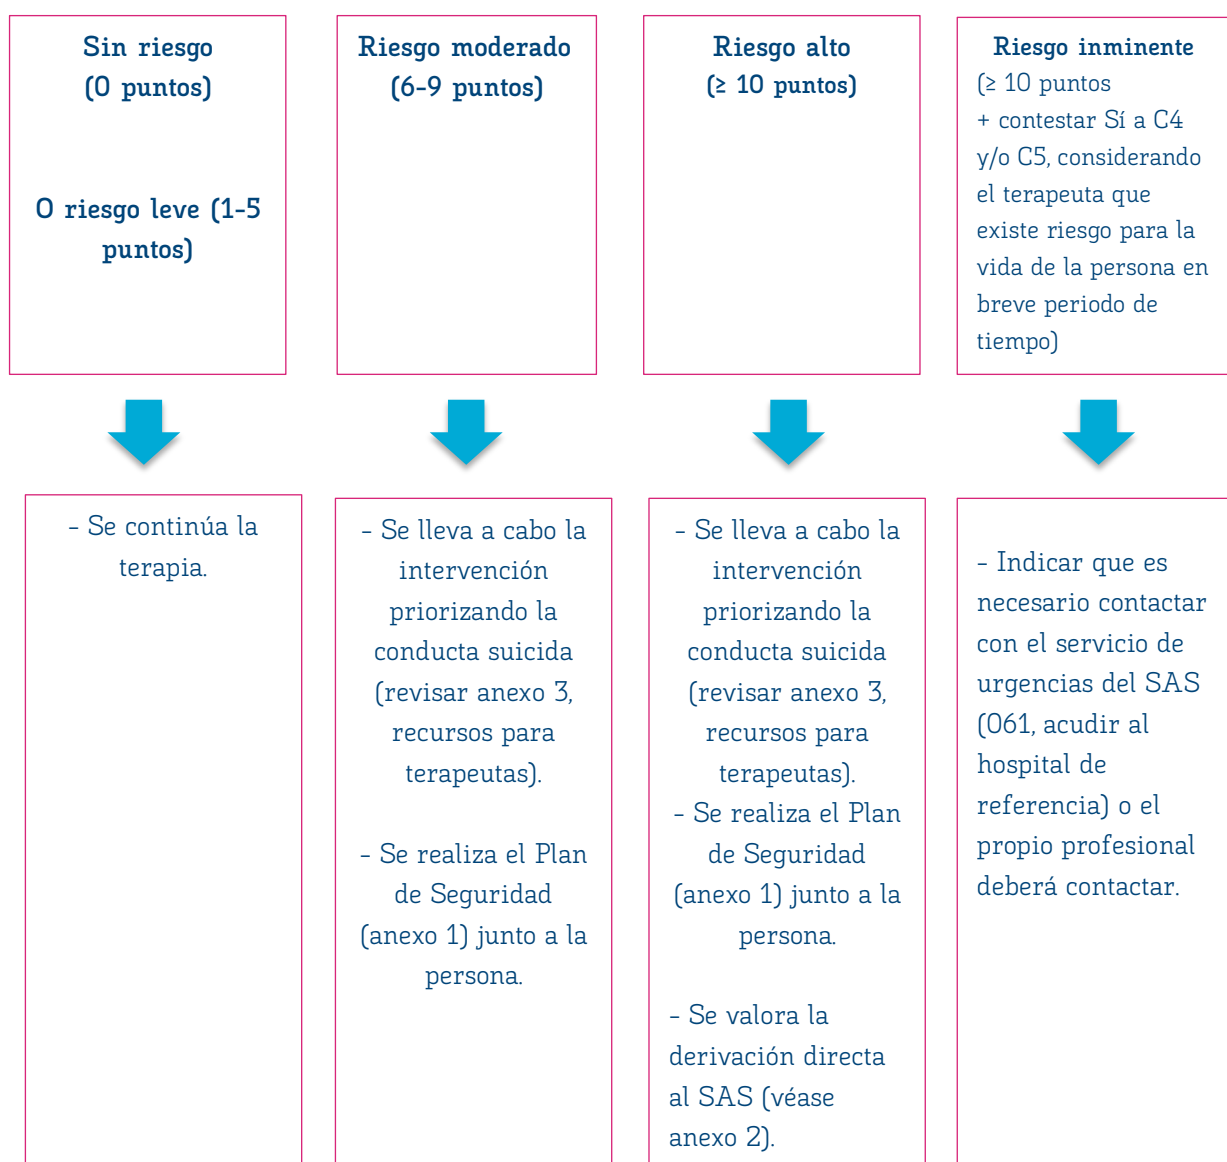 Sin riesgo
(0 puntos)
O riesgo leve (1-5
puntos)
Riesgo moderado
(6-9 puntos)
Riesgo alto
(≥ 10 puntos)
Riesgo inminente
(≥ 10 puntos
+ contestar Sí a C4
y/o C5, considerando
el terapeuta que
existe riesgo para la
vida de la persona en
breve periodo de
tiempo)
- Se continúa la
terapia.
- Se lleva a cabo la
intervención
priorizando la
conducta suicida
(revisar anexo 3,
recursos para
terapeutas).
- Se realiza el Plan
de Seguridad
(anexo 1) junto a la
persona.
- Se lleva a cabo la
intervención
priorizando la
conducta suicida
(revisar anexo 3,
recursos para
terapeutas).
- Se realiza el Plan
de Seguridad
(anexo 1) junto a la
persona.
- Se valora la
derivación directa
al SAS (véase
anexo 2).
- Indicar que es
necesario contactar
con el servicio de
urgencias del SAS
(061, acudir al
hospital de
referencia) o el
propio profesional
deberá contactar.